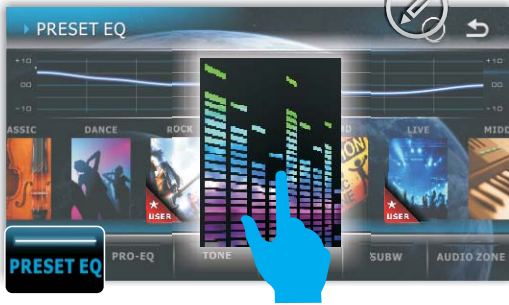 PRESET EQ
+10
00
-10
+10
00
-10
ASSIC DANCE ROCK LIVE MIDD
USER USER
PRESET EQ PRO-EQ TONE SUBW AUDIO ZONE